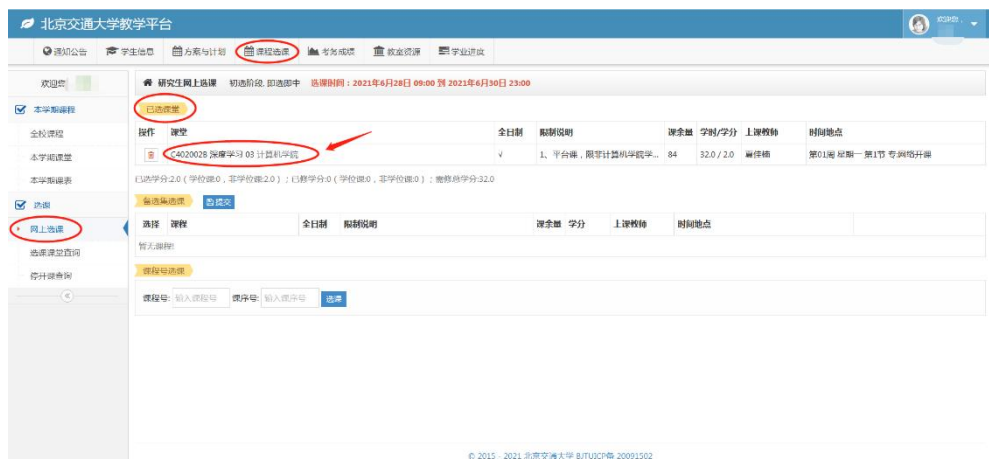 北京交通大学教学平台
欢迎您,
通知公告 学生信息 方案与计划 课程选课 考务成绩 教室资源 学业进度
欢迎您
研究生网上选课 初选阶段, 即选即中 选课时间：2021年6月28日 09:00 到 2021年6月30日 23:00
本学期课程
已选课堂
全校课程
操作 课堂 全日制 限制说明 课余量 学时/学分 上课教师 时间地点
本学期课堂
C402002B 深度学习 03 计算机学院 √ 1、平台课，限非计算机学院学... 84 32.0 / 2.0 第01周 星期一 第1节 专网络开课
本学期课表
已选学分:2.0 ( 学位课:0，非学位课:2.0 )；已修学分:0 ( 学位课:0，非学位课:0 )；需修总学分:32.0
选课
备选集选课 提交
网上选课
选择 课程 全日制 限制说明 课余量 学分 上课教师 时间地点
选课课堂查询
暂无课程!
停开课查询
课程号选课
课程号: 输入课程号 课序号: 输入课序号 选课
© 2015 - 2021 北京交通大学 BJTUICP备 20091502